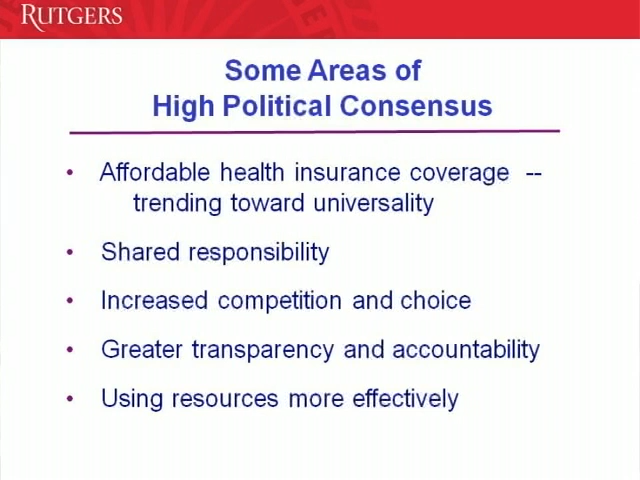 RUTGERS
Some Areas of
High Political Consensus
• Affordable health insurance coverage --
trending toward universality
• Shared responsibility
• Increased competition and choice
• Greater transparency and accountability
• Using resources more effectively